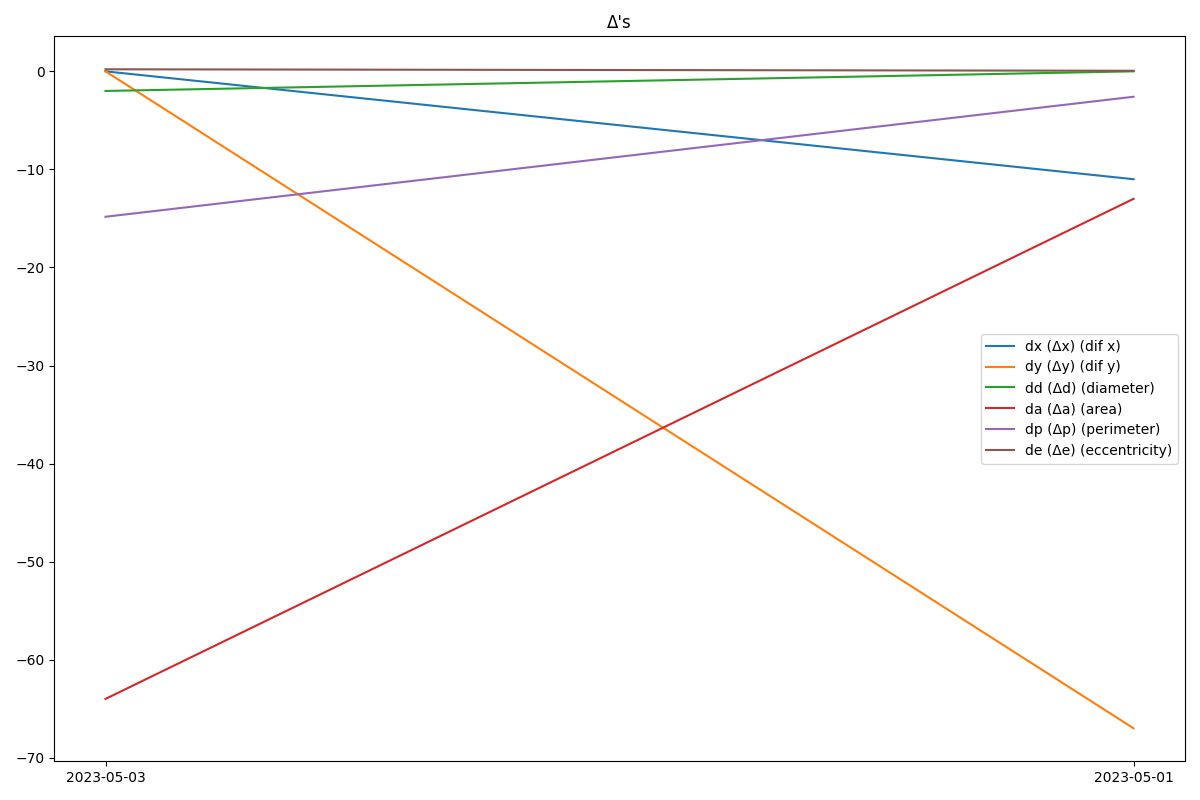 Δ's
0
−10
−20
−30
−40
−50
−60
−70
dx (Δx) (dif x)
dy (Δy) (dif y)
dd (Δd) (diameter)
da (Δa) (area)
dp (Δp) (perimeter)
de (Δe) (eccentricity)
2023-05-03
2023-05-01